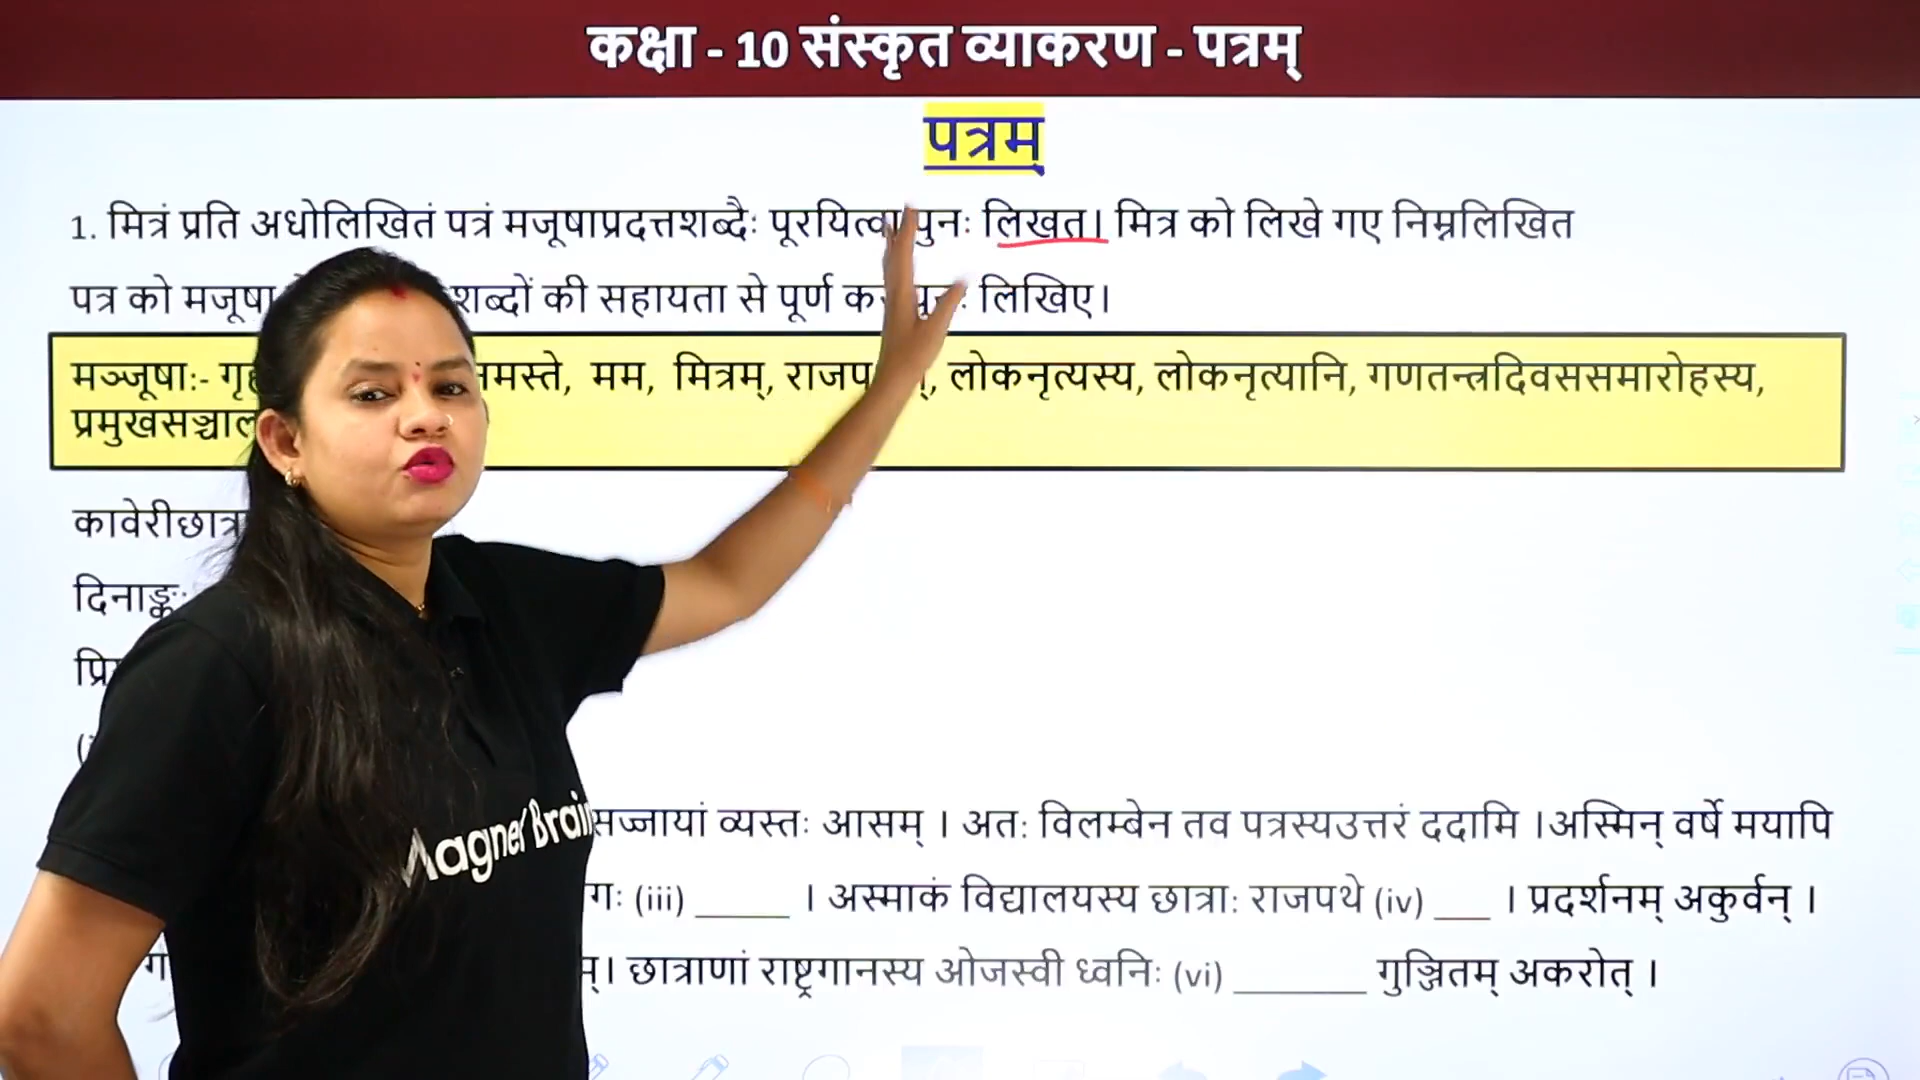 कक्षा - 10 संस्कृत व्याकरण - पत्रम्
पत्रम्
1. मित्रं प्रति अधोलिखितं पत्रं मजूषाप्रदत्तशब्दैः पूरयित्वा पुनः लिखत। मित्र को लिखे गए निम्नलिखित
पत्र को मजूषा शब्दों की सहायता से पूर्ण लिखिए।
मञ्जूषाः- नमस्ते, मम, मित्रम्, लोकनृत्यस्य, लोकनृत्यानि, गणतन्त्रदिवससमारोहस्य,
दिनाङ्कः
सज्जायां व्यस्तः आसम् । अतः विलम्बेन तव पत्रस्यउत्तरं ददामि ।अस्मिन् वर्षे मयापि
गः (iii) _____ । अस्माकं विद्यालयस्य छात्राः राजपथे (iv) ___ । प्रदर्शनम् अकुर्वन् ।
म्। छात्राणां राष्ट्रगानस्य ओजस्वी ध्वनिः (vi) _______ गुञ्जितम् अकरोत् ।
Magnet Brain